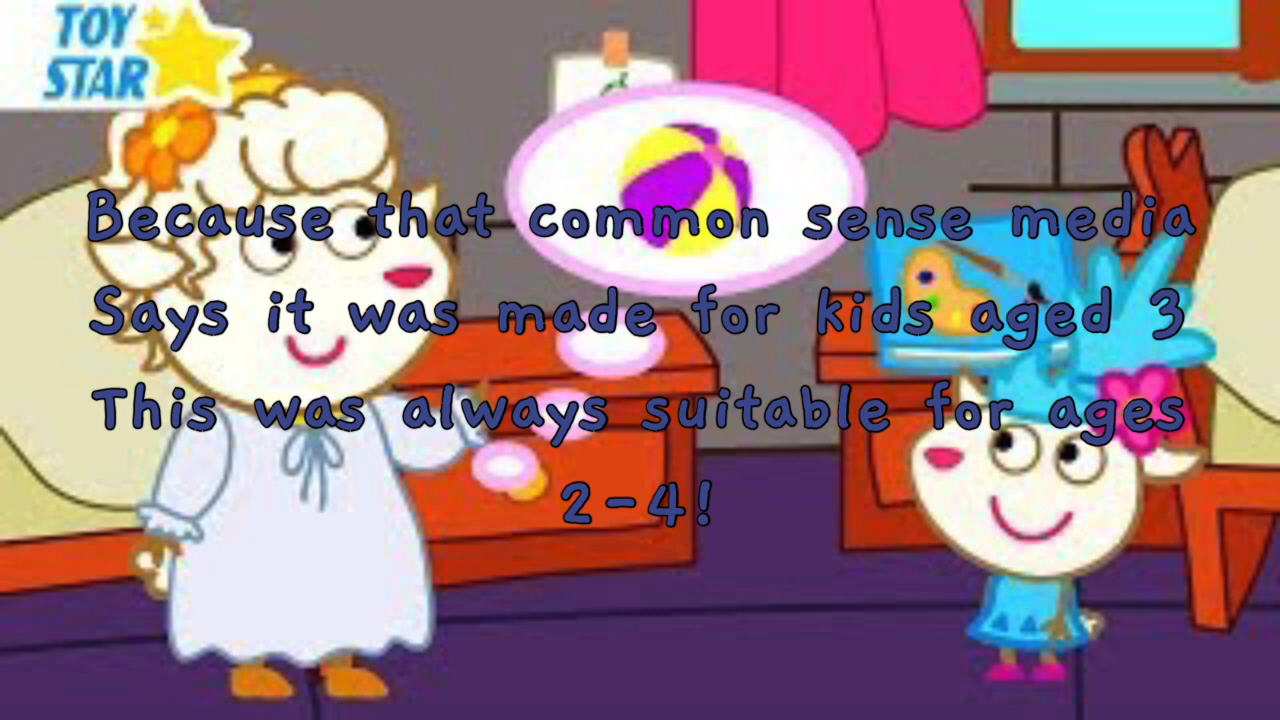 TOY
STAR
Because that common sense media
Says it was made for kids aged 3
This was always suitable for ages
2-4!